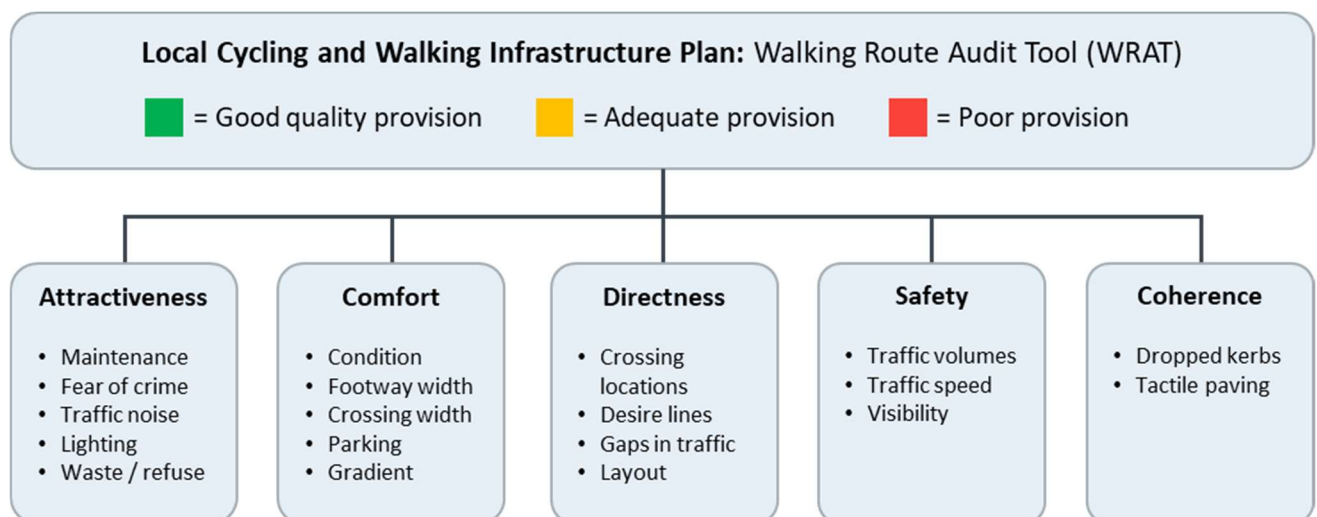 Local Cycling and Walking Infrastructure Plan: Walking Route Audit Tool (WRAT)
= Good quality provision = Adequate provision = Poor provision
Attractiveness
• Maintenance
• Fear of crime
• Traffic noise
• Lighting
• Waste / refuse
Comfort
• Condition
• Footway width
• Crossing width
• Parking
• Gradient
Directness
• Crossing
locations
• Desire lines
• Gaps in traffic
• Layout
Safety
• Traffic volumes
• Traffic speed
• Visibility
Coherence
• Dropped kerbs
• Tactile paving